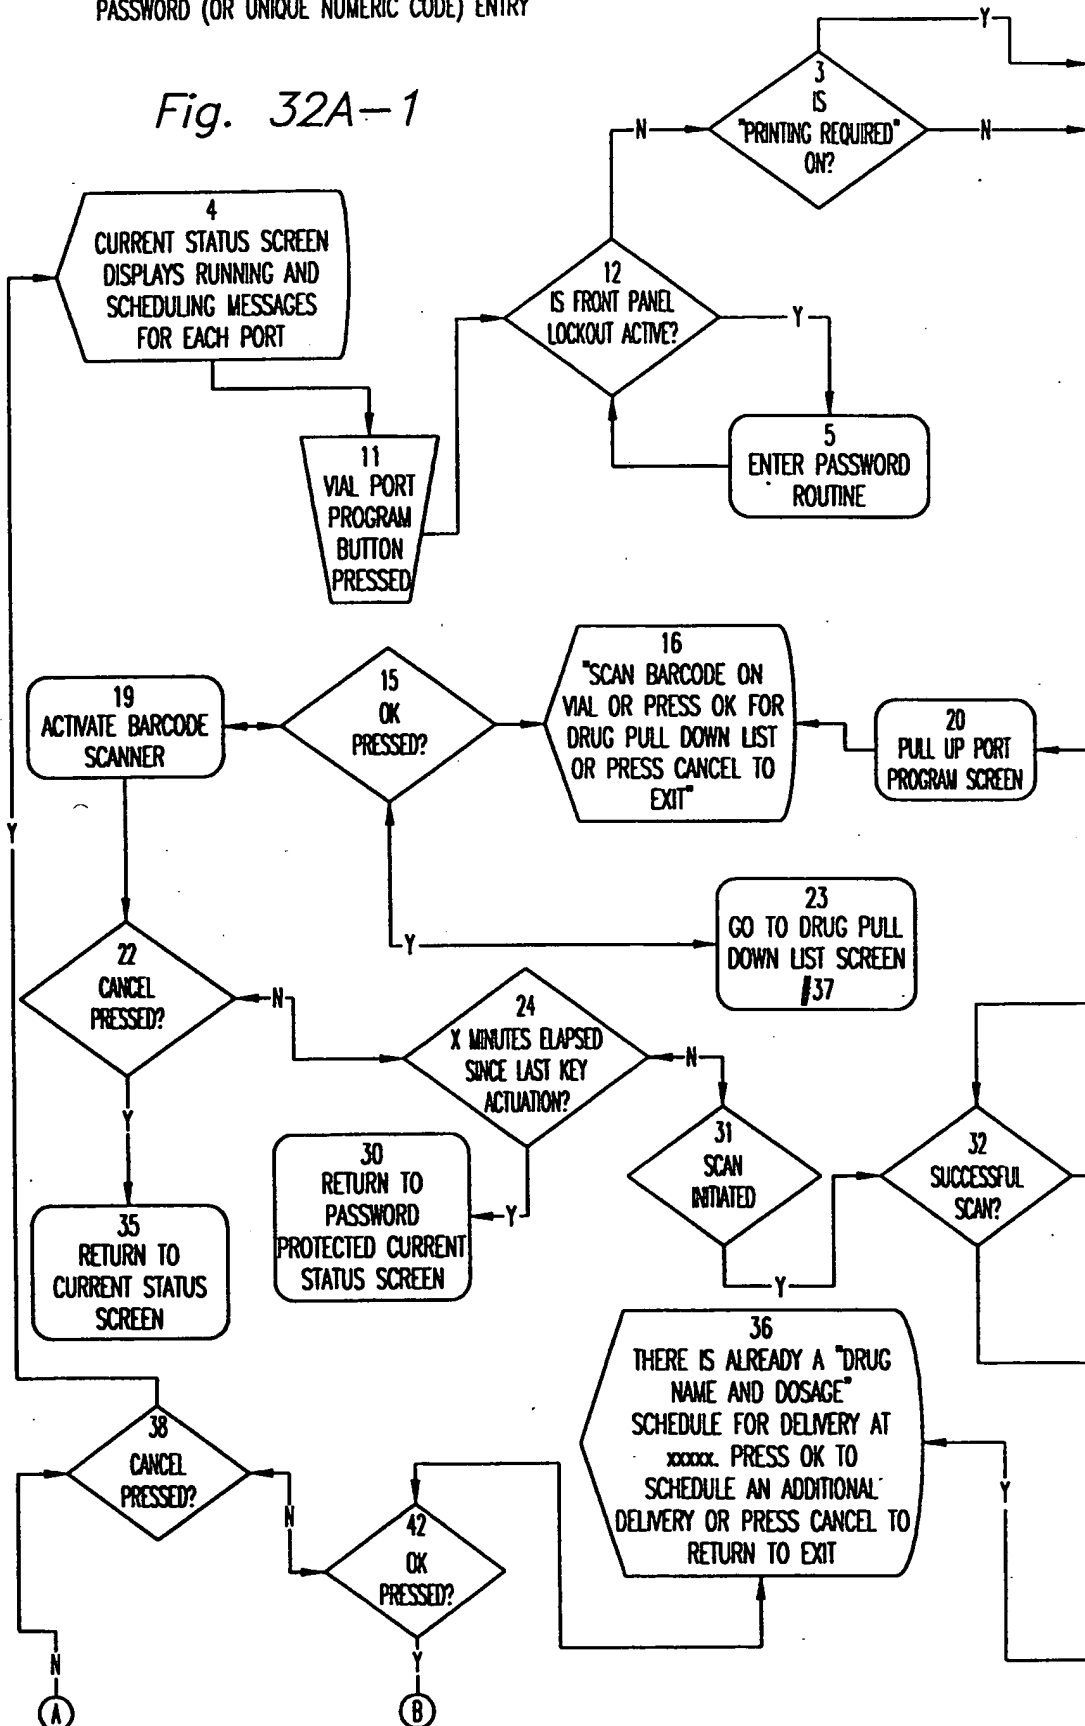 PASSWORD (OR UNIQUE NUMERIC CODE) ENTRY
Fig. 32A-1
Y
3
IS
"PRINTING REQUIRED"
ON?
N
N
4
CURRENT STATUS SCREEN
DISPLAYS RUNNING AND
SCHEDULING MESSAGES
FOR EACH PORT
12
IS FRONT PANEL
LOCKOUT ACTIVE?
Y
5
ENTER PASSWORD
ROUTINE
11
VIAL PORT
PROGRAM
BUTTON
PRESSED
16
"SCAN BARCODE ON
VIAL OR PRESS OK FOR
DRUG PULL DOWN LIST
OR PRESS CANCEL TO
EXIT"
15
OK
PRESSED?
19
ACTIVATE BARCODE
SCANNER
20
PULL UP PORT
PROGRAM SCREEN
Y
23
GO TO DRUG PULL
DOWN LIST SCREEN
#37
Y
22
CANCEL
PRESSED?
N
24
X MINUTES ELAPSED
SINCE LAST KEY
ACTUATION?
N
31
SCAN
INITIATED
32
SUCCESSFUL
SCAN?
Y
30
RETURN TO
PASSWORD
PROTECTED CURRENT
STATUS SCREEN
Y
Y
35
RETURN TO
CURRENT STATUS
SCREEN
36
THERE IS ALREADY A "DRUG
NAME AND DOSAGE"
SCHEDULE FOR DELIVERY AT
xxxxx. PRESS OK TO
SCHEDULE AN ADDITIONAL
DELIVERY OR PRESS CANCEL TO
RETURN TO EXIT
Y
38
CANCEL
PRESSED?
N
42
OK
PRESSED?
N
Y
A
B